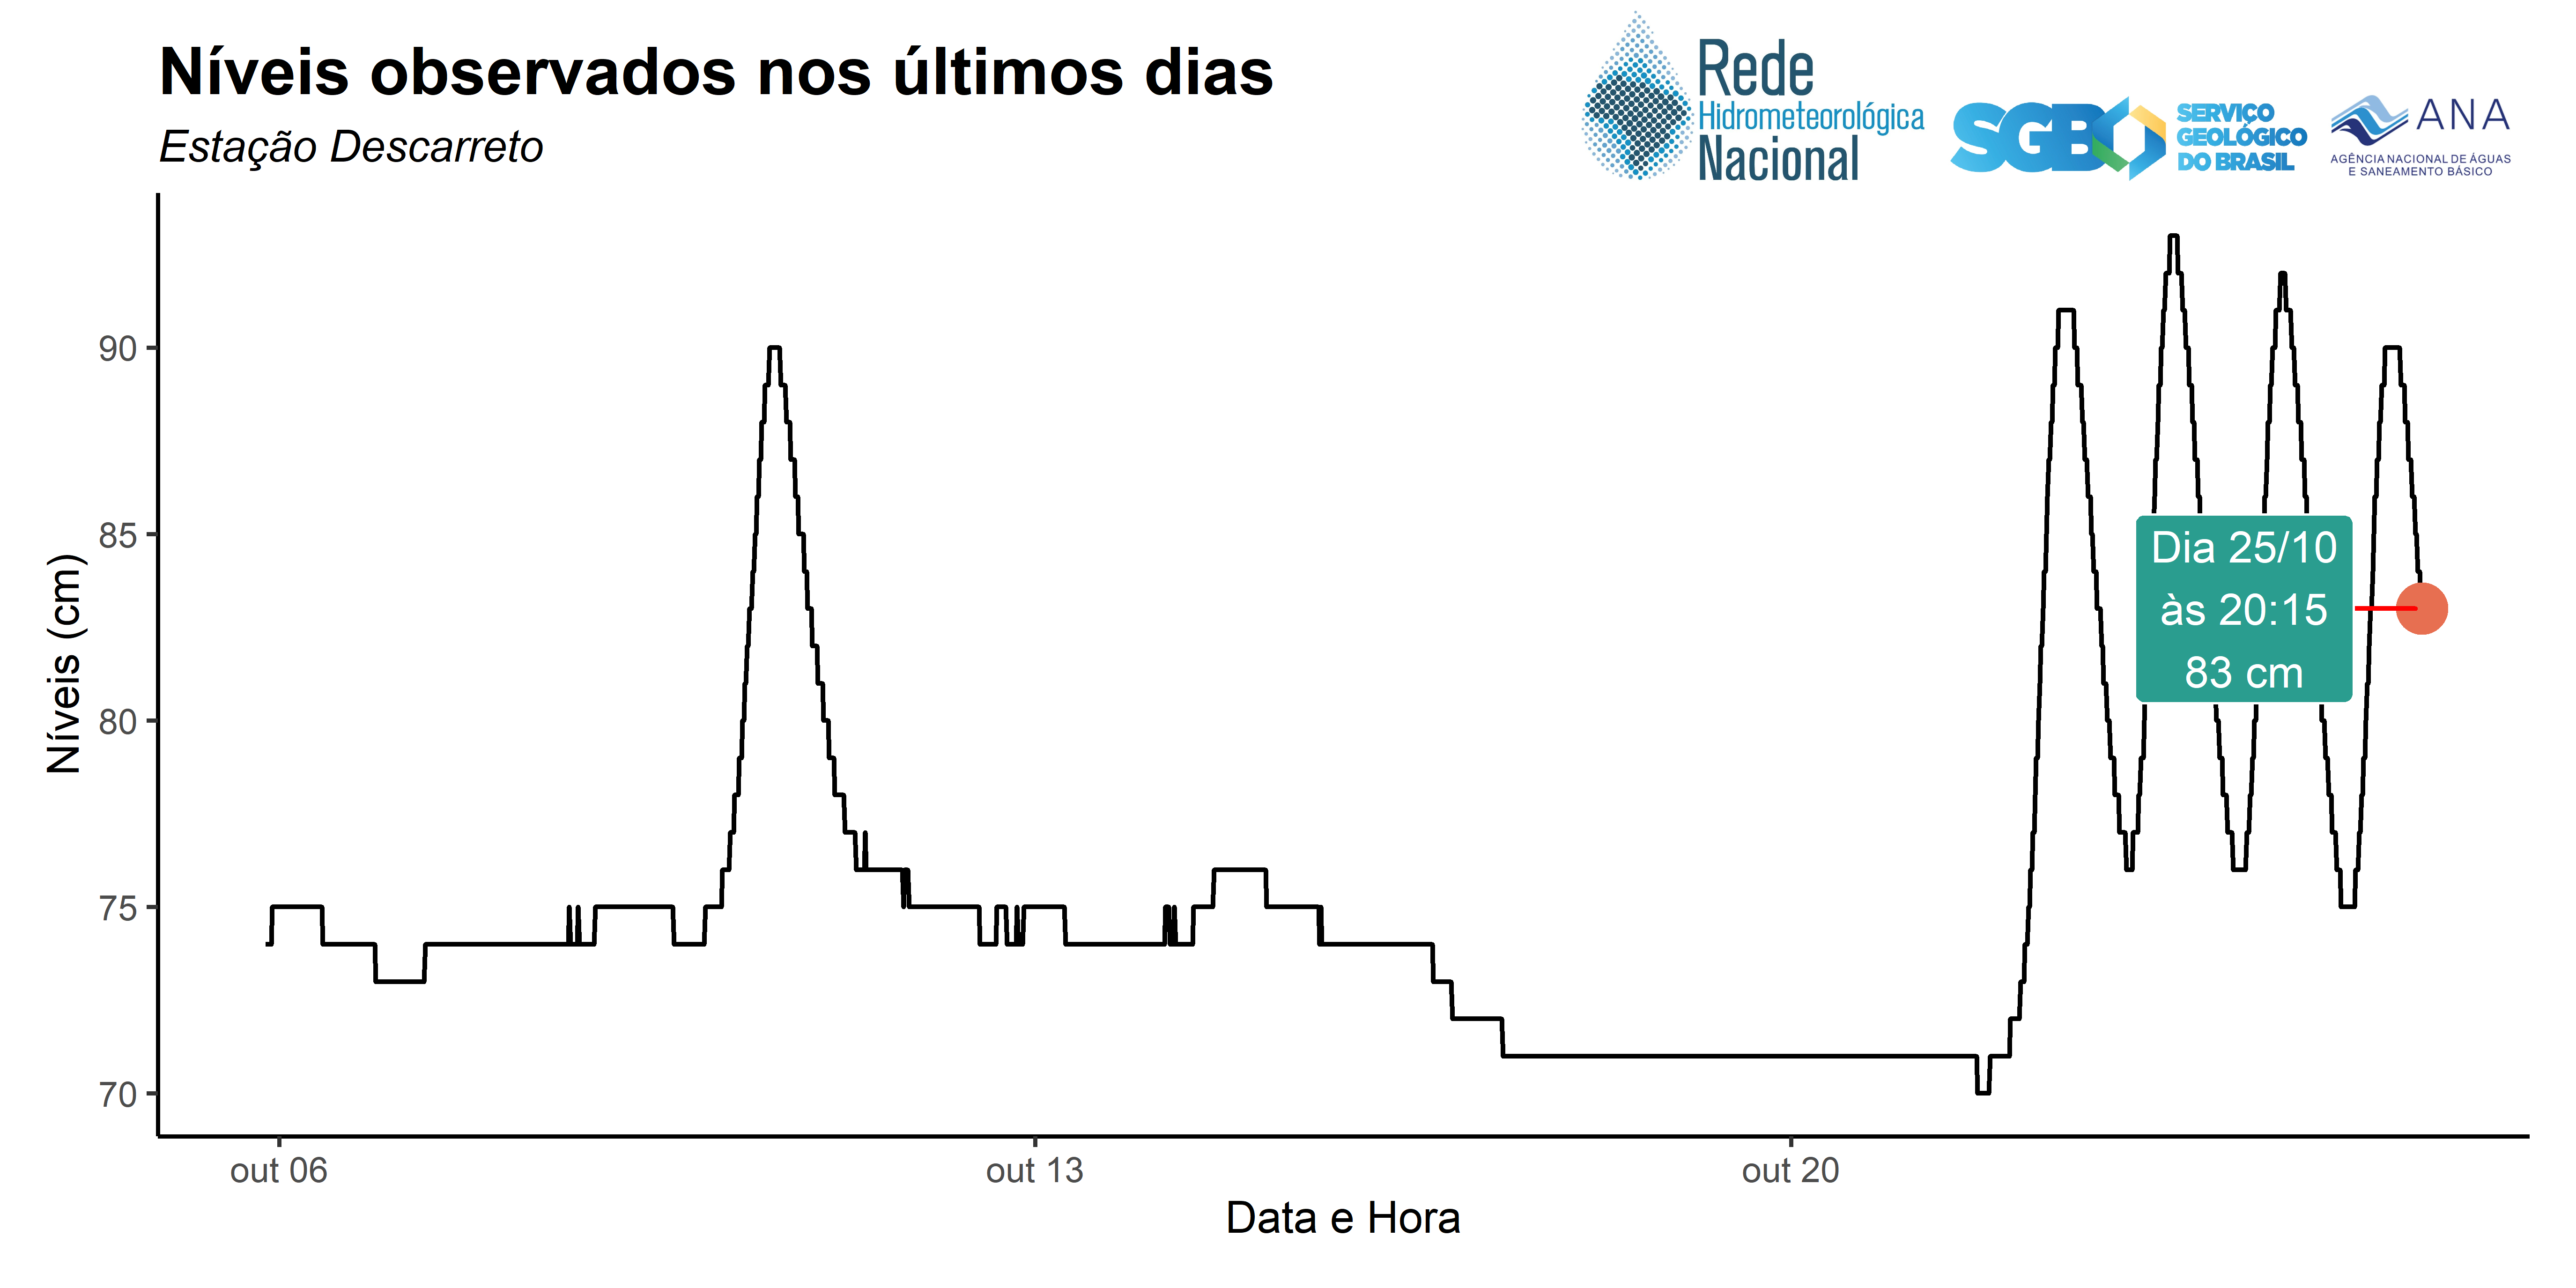 Níveis observados nos últimos dias
Estação Descarreto
Rede
Hidrometeorológica
Nacional
SGB
SERVIÇO
GEOLÓGICO
DO BRASIL
ANA
AGÊNCIA NACIONAL DE ÁGUAS
E SANEAMENTO BÁSICO
Níveis (cm)
90
85
80
75
70
Dia 25/10
às 20:15
83 cm
out 06
out 13
out 20
Data e Hora